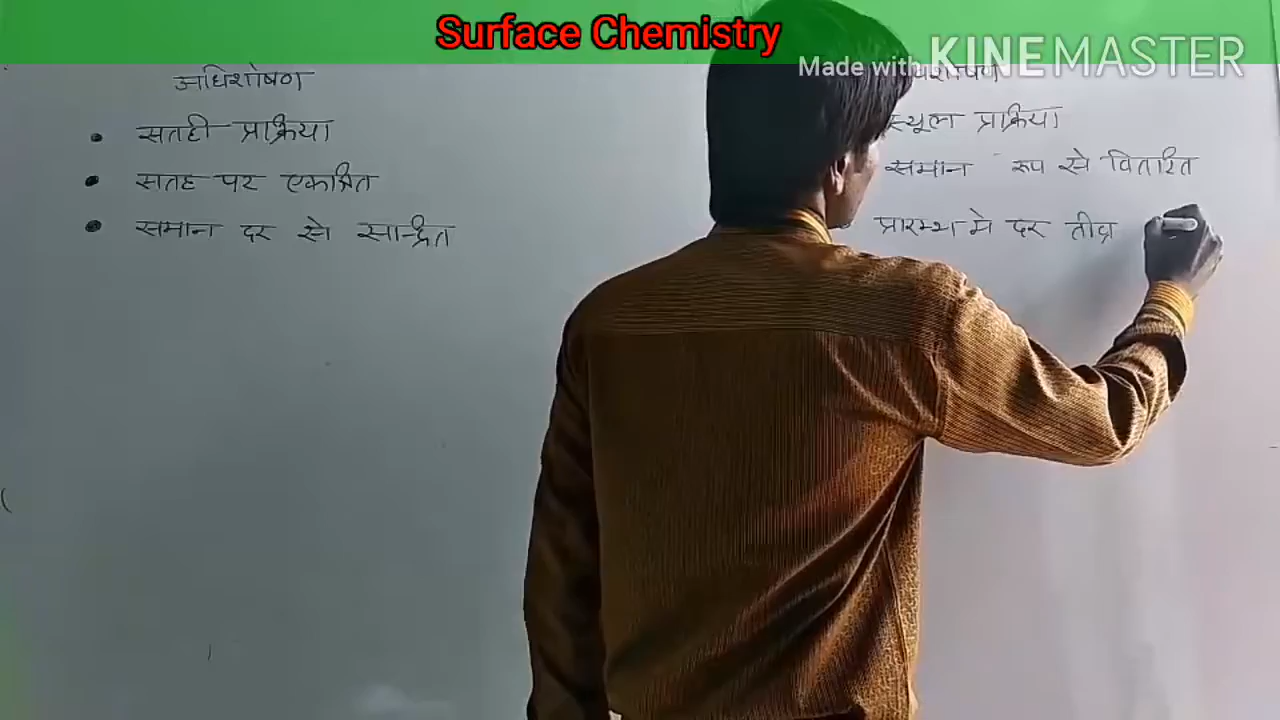 Surface Chemistry
Made with KINEMASTER
अधिशोषण
सतही प्रक्रिया
सतह पर एकत्रित
समान दर से सान्द्रित
स्थूल प्रक्रिया
समान रूप से वितरित
प्रारम्भ मे दर तीव्र